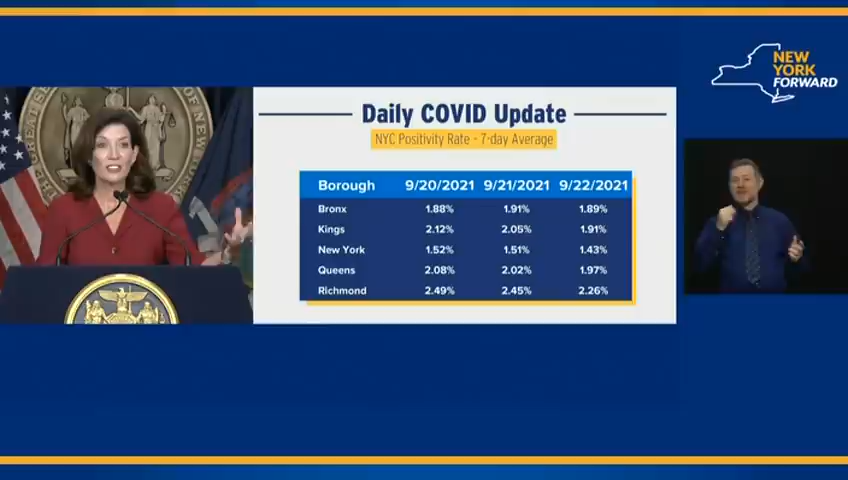 NEW
YORK
FORWARD
Daily COVID Update
NYC Positivity Rate - 7-day Average
Borough 9/20/2021 9/21/2021 9/22/2021
Bronx 1.88% 1.91% 1.89%
Kings 2.12% 2.05% 1.91%
New York 1.52% 1.51% 1.43%
Queens 2.08% 2.02% 1.97%
Richmond 2.49% 2.45% 2.26%